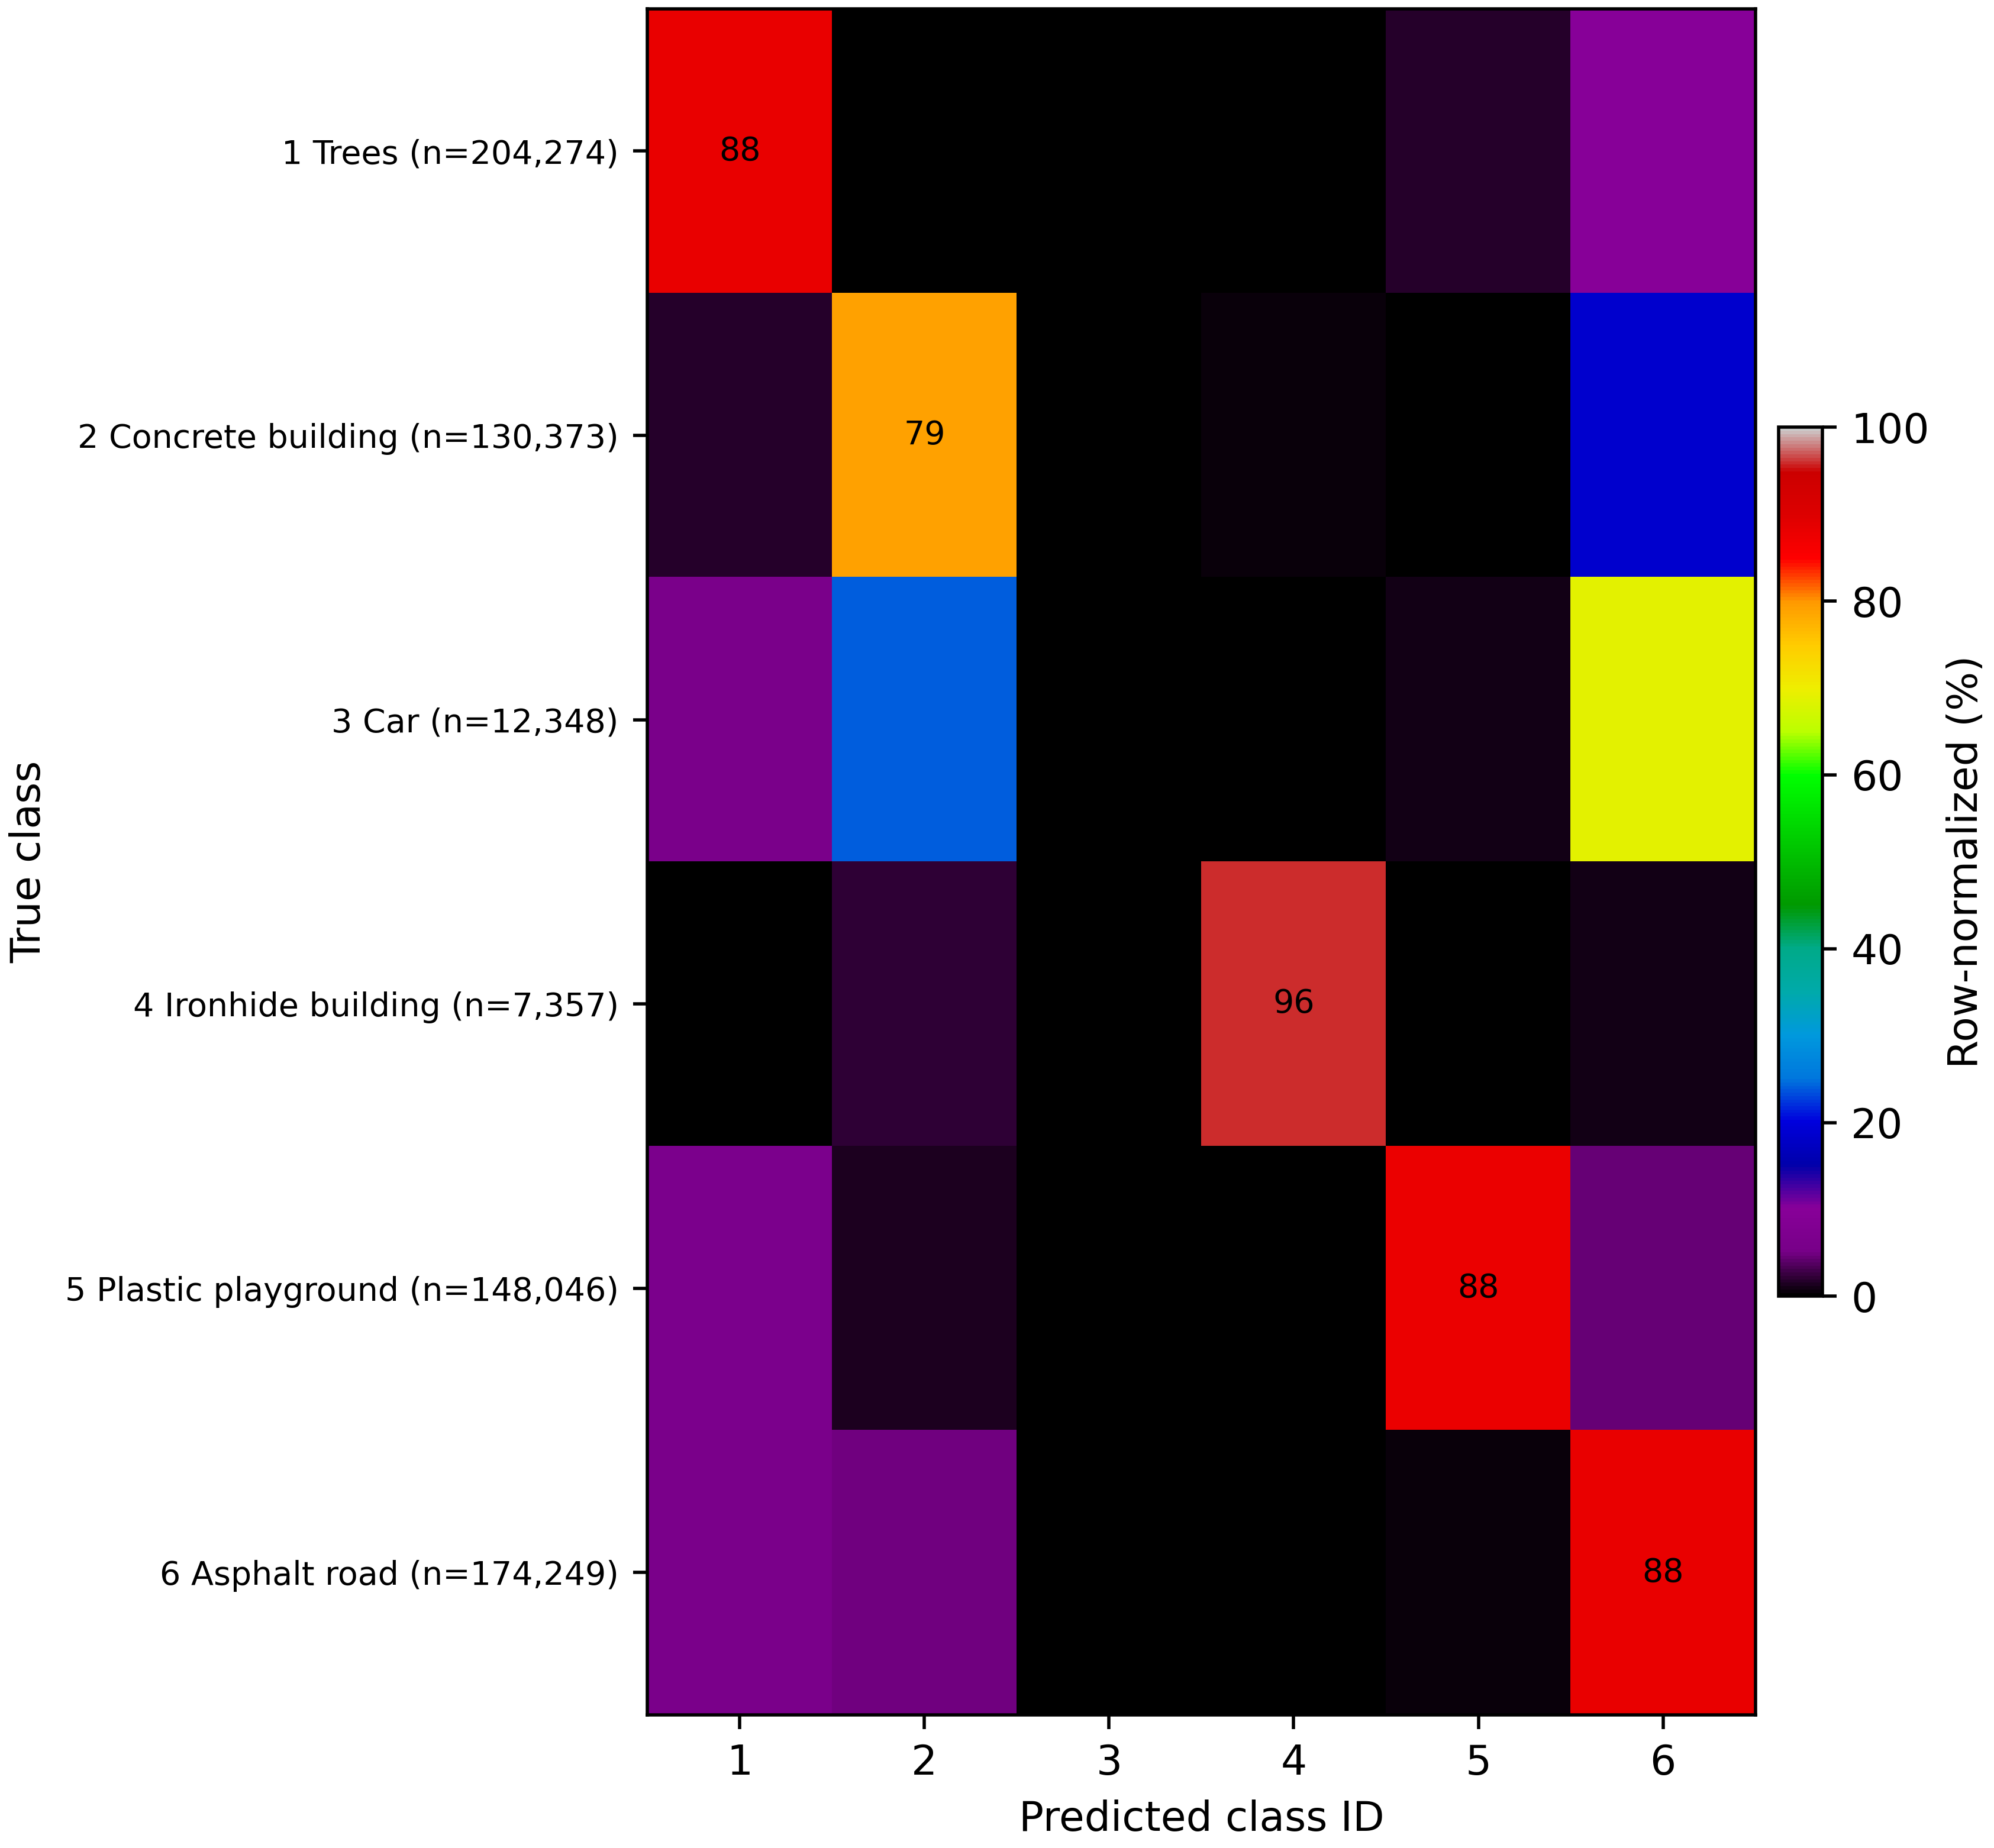 1 Trees (n=204,274)
88
2 Concrete building (n=130,373)
79
3 Car (n=12,348)
4 Ironhide building (n=7,357)
96
5 Plastic playground (n=148,046)
88
6 Asphalt road (n=174,249)
88
True class
1 2 3 4 5 6
Predicted class ID
100
80
60
40
20
0
Row-normalized (%)